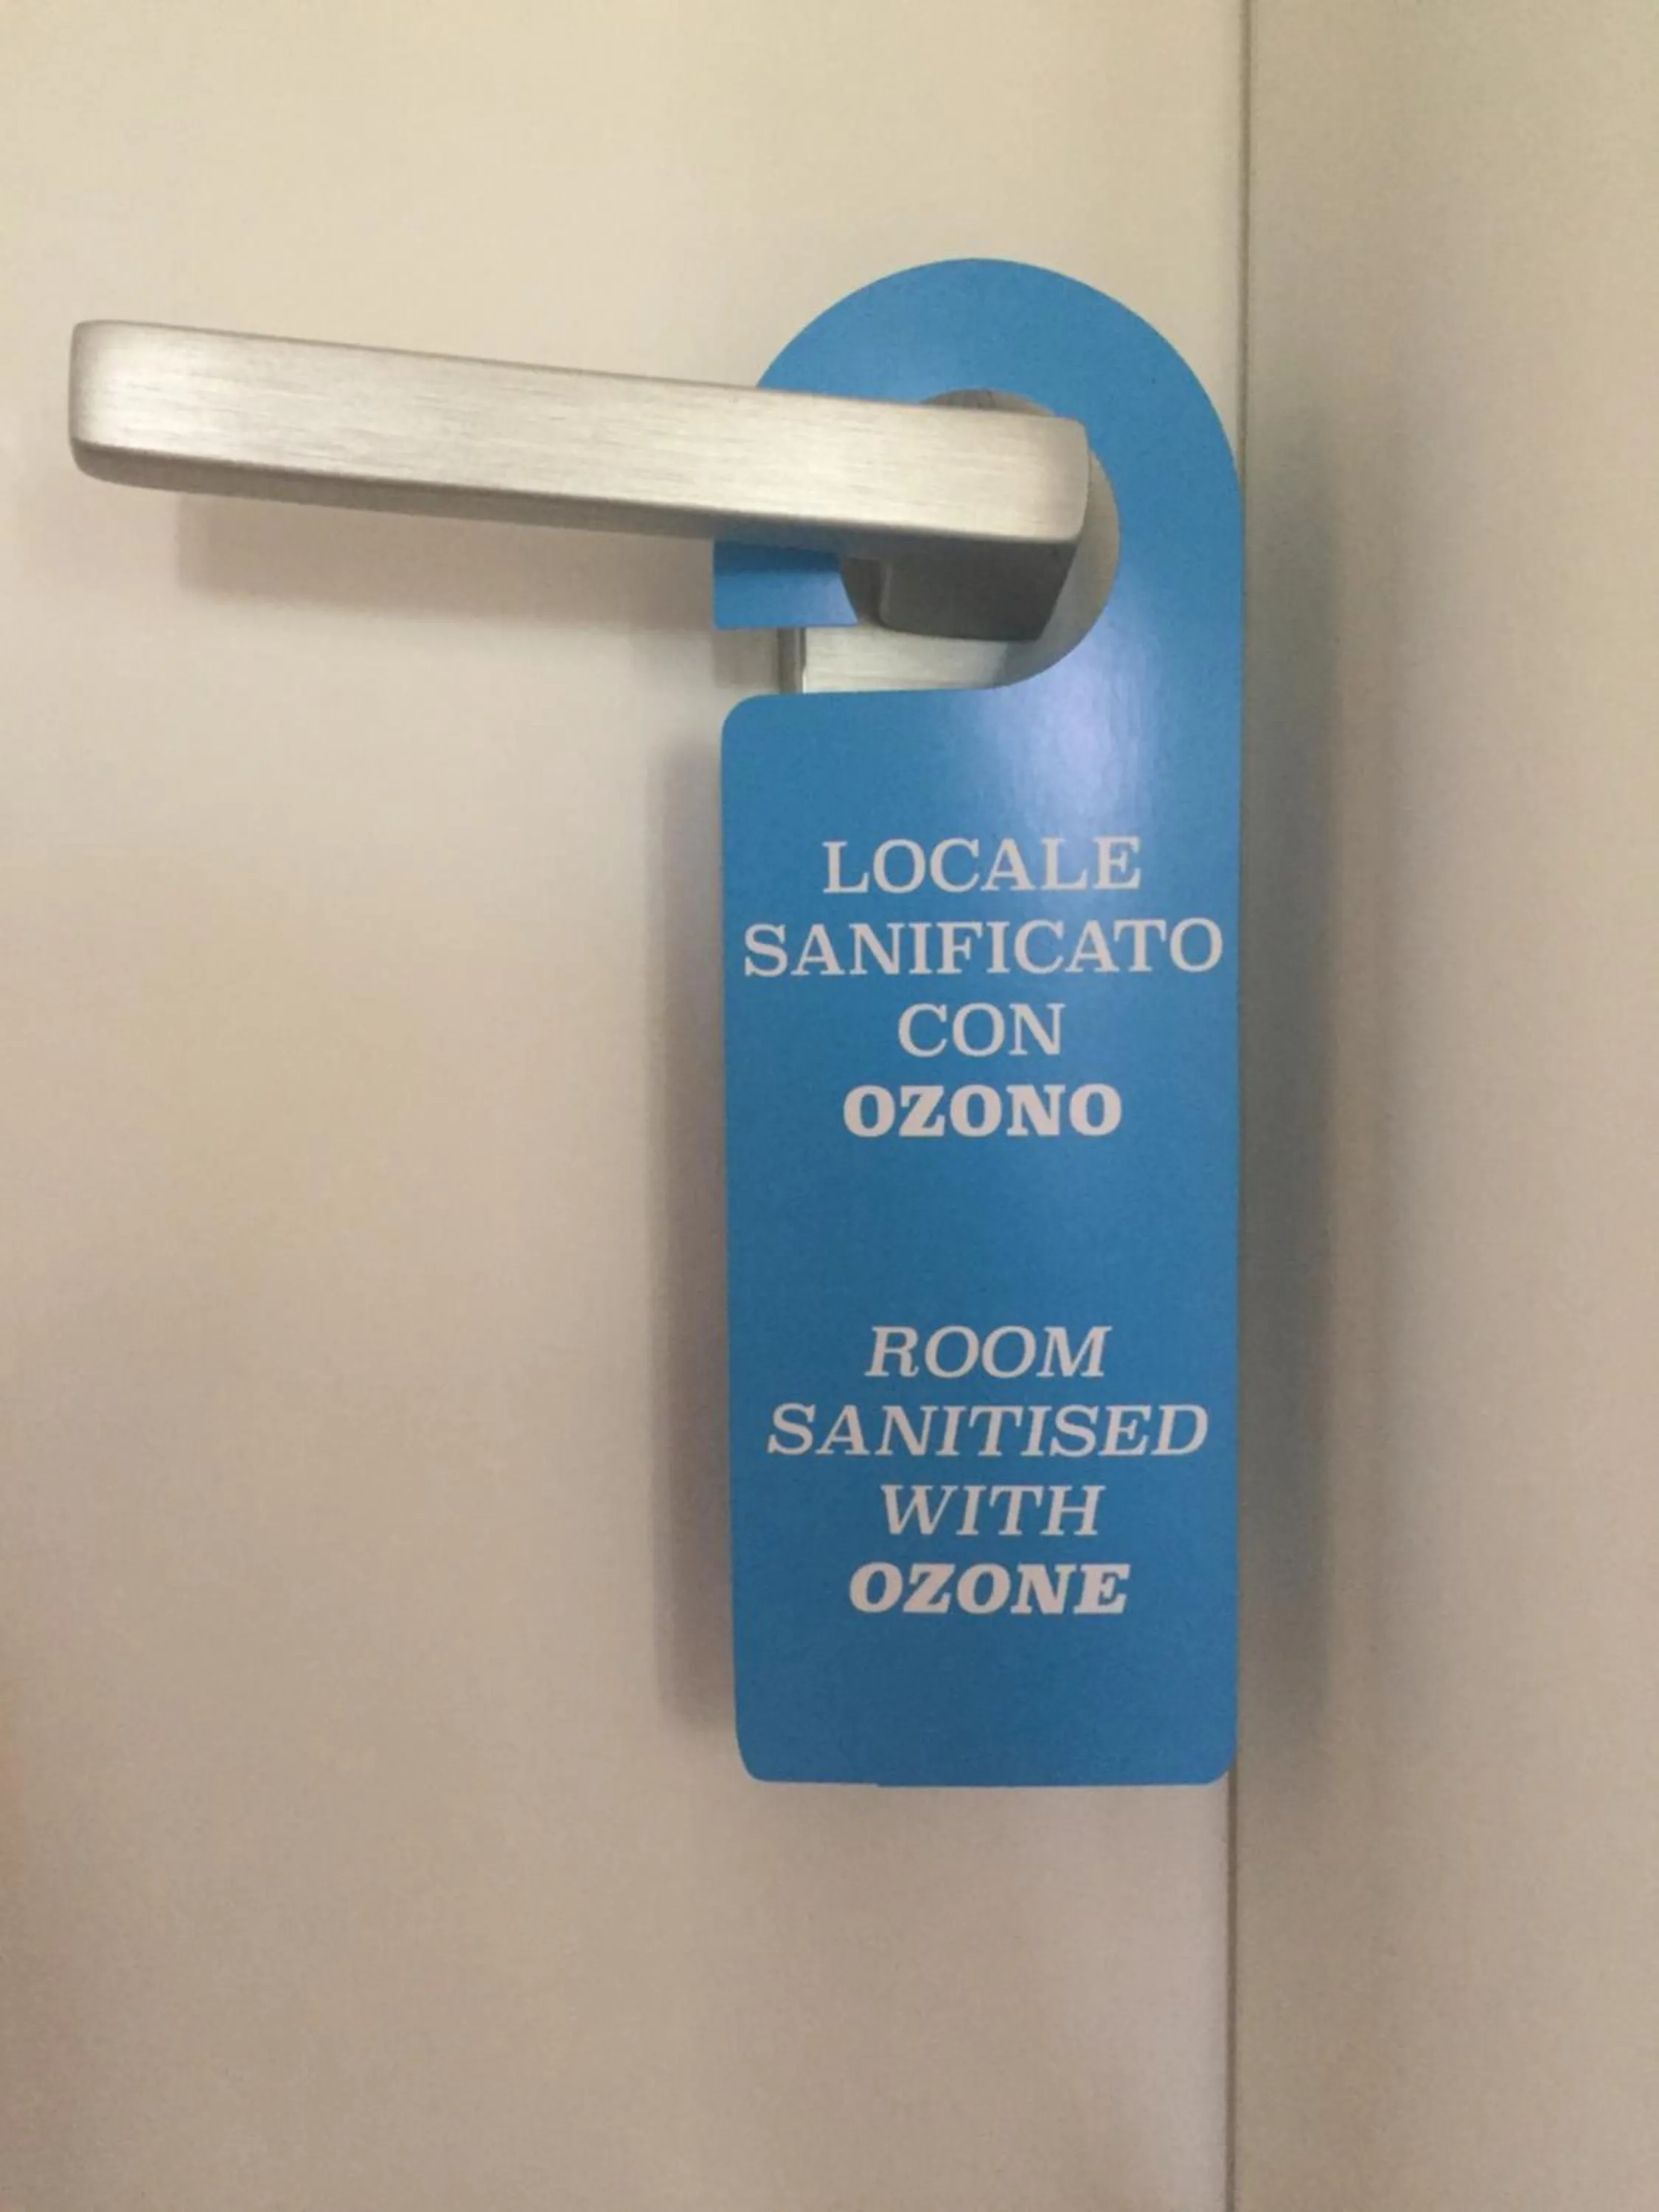 LOCALE
SANIFICATO
CON
OZONO
ROOM
SANITISED
WITH
OZONE